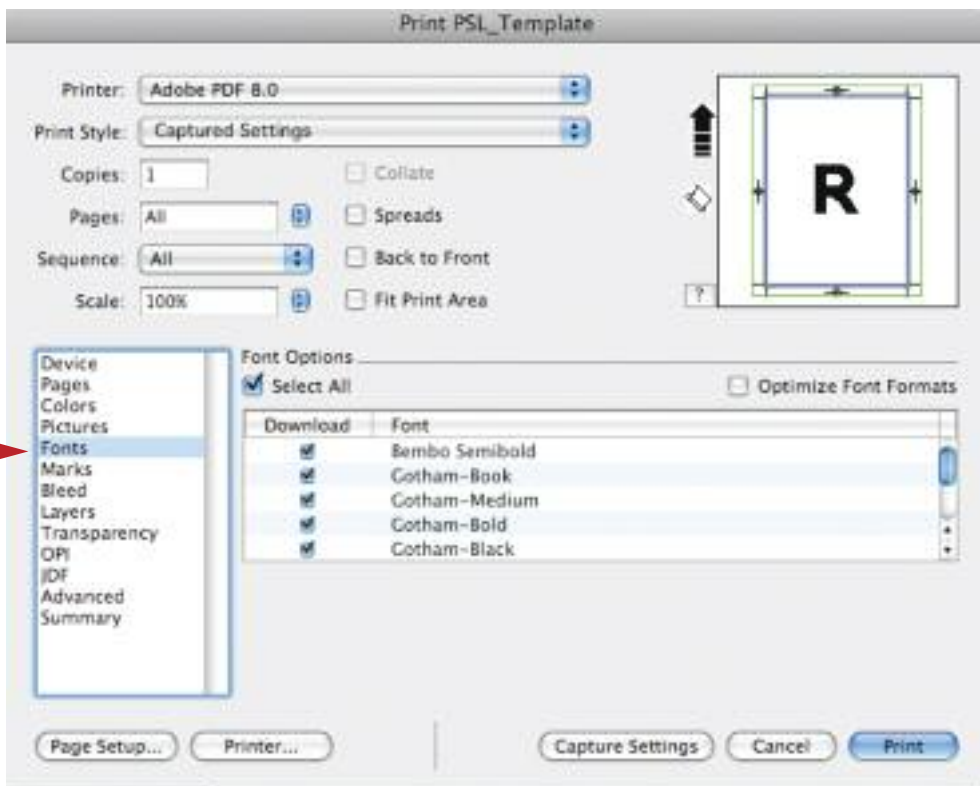 Print PSL_Template
Printer: Adobe PDF 8.0
Print Style: Captured Settings
Copies: 1 Collate
Pages: All Spreads
Sequence: All Back to Front
Scale: 100% Fit Print Area
R
?
Device
Pages
Colors
Pictures
Fonts
Marks
Bleed
Layers
Transparency
OPI
JDF
Advanced
Summary
Font Options
Select All Optimize Font Formats
Download Font
Bembo Semibold
Gotham-Book
Gotham-Medium
Gotham-Bold
Gotham-Black
Page Setup... Printer... Capture Settings Cancel Print